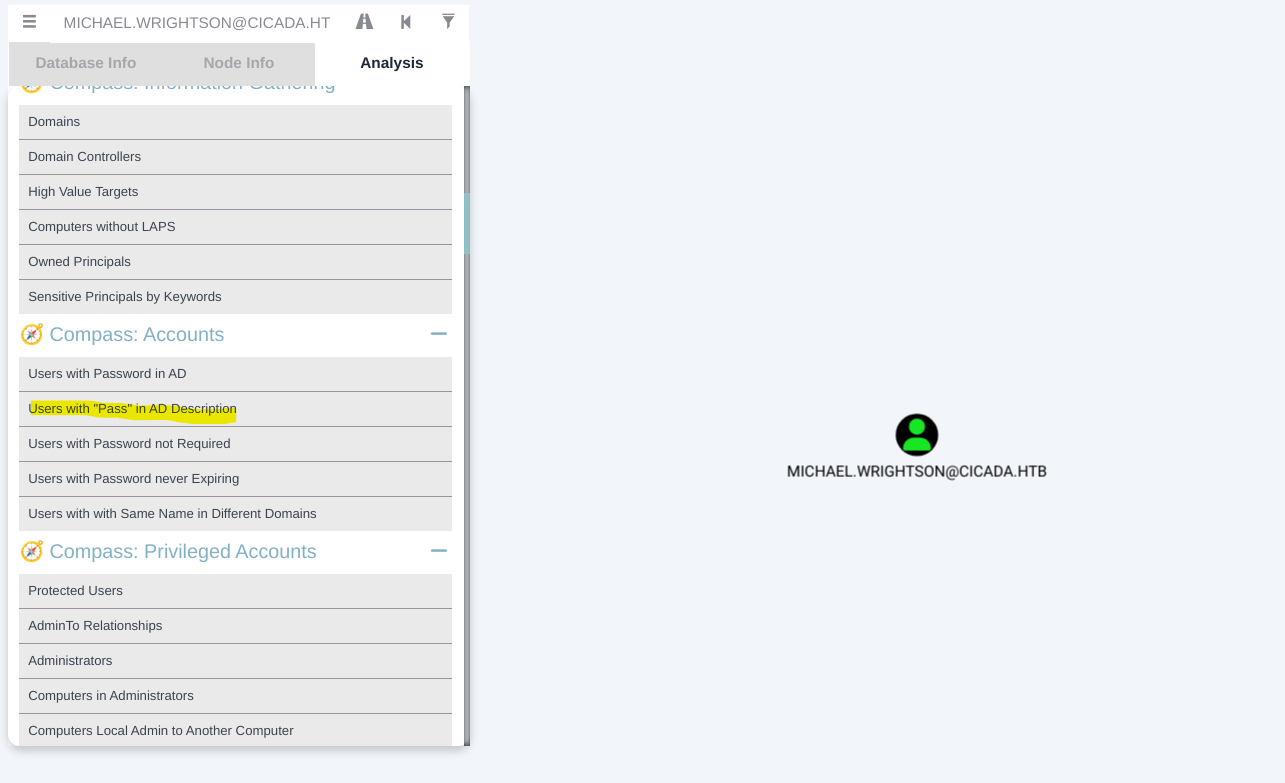 MICHAEL.WRIGHTSON@CICADA.HT
Database Info
Node Info
Analysis
Compass: Information Gathering
Domains
Domain Controllers
High Value Targets
Computers without LAPS
Owned Principals
Sensitive Principals by Keywords
Compass: Accounts
Users with Password in AD
Users with "Pass" in AD Description
Users with Password not Required
Users with Password never Expiring
Users with with Same Name in Different Domains
Compass: Privileged Accounts
Protected Users
AdminTo Relationships
Administrators
Computers in Administrators
Computers Local Admin to Another Computer
MICHAEL.WRIGHTSON@CICADA.HTB